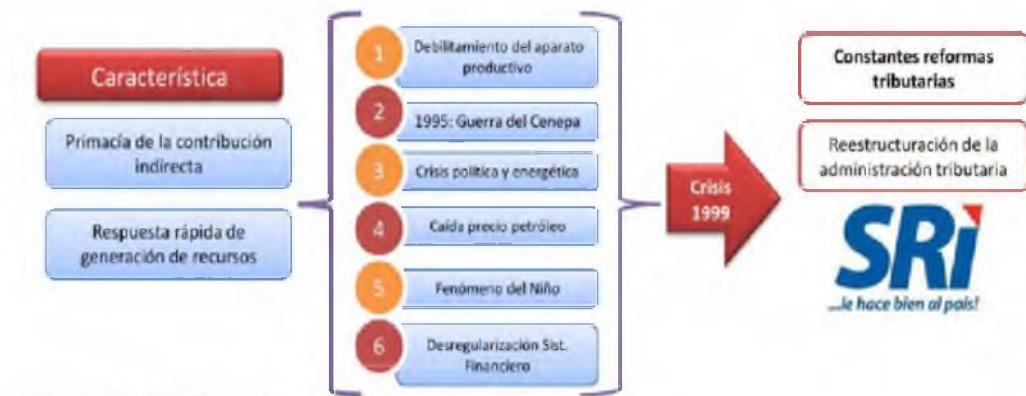 Característica
Primacía de la contribución
indirecta
Respuesta rápida de
generación de recursos
1
Debilitamiento del aparato
productivo
2
1995: Guerra del Cenepa
3
Crisis política y energética
4
Caída precio petróleo
5
Fenómeno del Niño
6
Desregularización Sist.
Financiero
Crisis
1999
Constantes reformas
tributarias
Reestructuración de la
administración tributaria
SRi
...le hace bien al país!